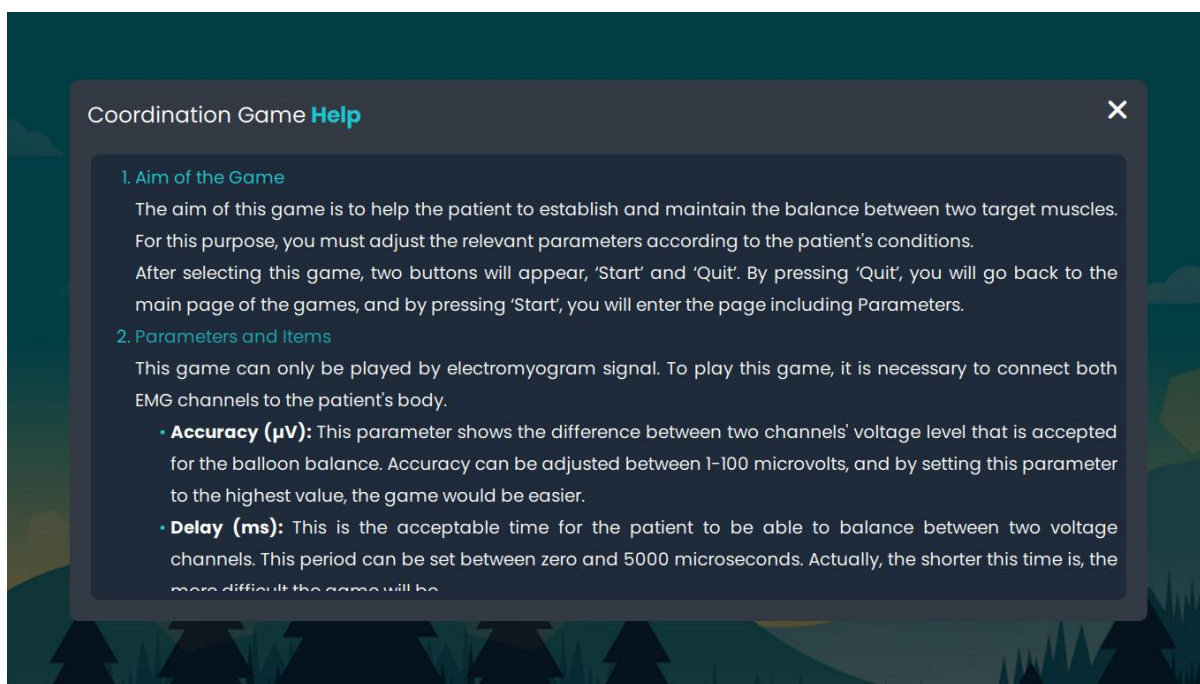 Coordination Game Help
1. Aim of the Game
The aim of this game is to help the patient to establish and maintain the balance between two target muscles.
For this purpose, you must adjust the relevant parameters according to the patient's conditions.
After selecting this game, two buttons will appear, ‘Start’ and ‘Quit’. By pressing ‘Quit’, you will go back to the
main page of the games, and by pressing ‘Start’, you will enter the page including Parameters.
2. Parameters and Items
This game can only be played by electromyogram signal. To play this game, it is necessary to connect both
EMG channels to the patient's body.
• Accuracy (µV): This parameter shows the difference between two channels' voltage level that is accepted
for the balloon balance. Accuracy can be adjusted between 1-100 microvolts, and by setting this parameter
to the highest value, the game would be easier.
• Delay (ms): This is the acceptable time for the patient to be able to balance between two voltage
channels. This period can be set between zero and 5000 microseconds. Actually, the shorter this time is, the
more difficult the game will be